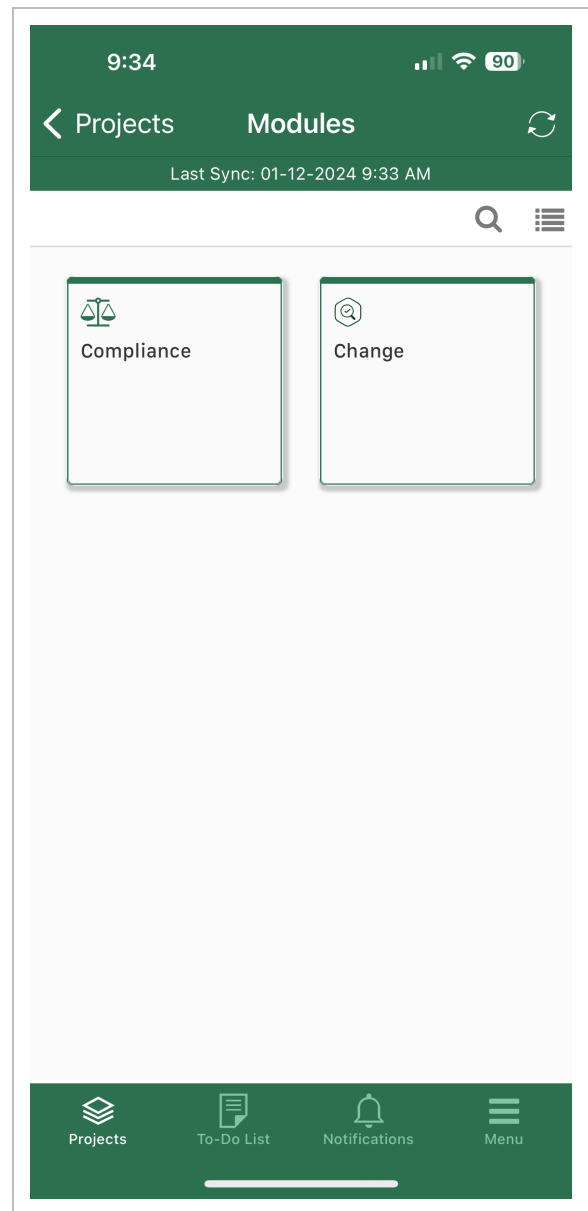 9:34 90
Projects Modules
Last Sync: 01-12-2024 9:33 AM
Compliance Change
Projects To-Do List Notifications Menu